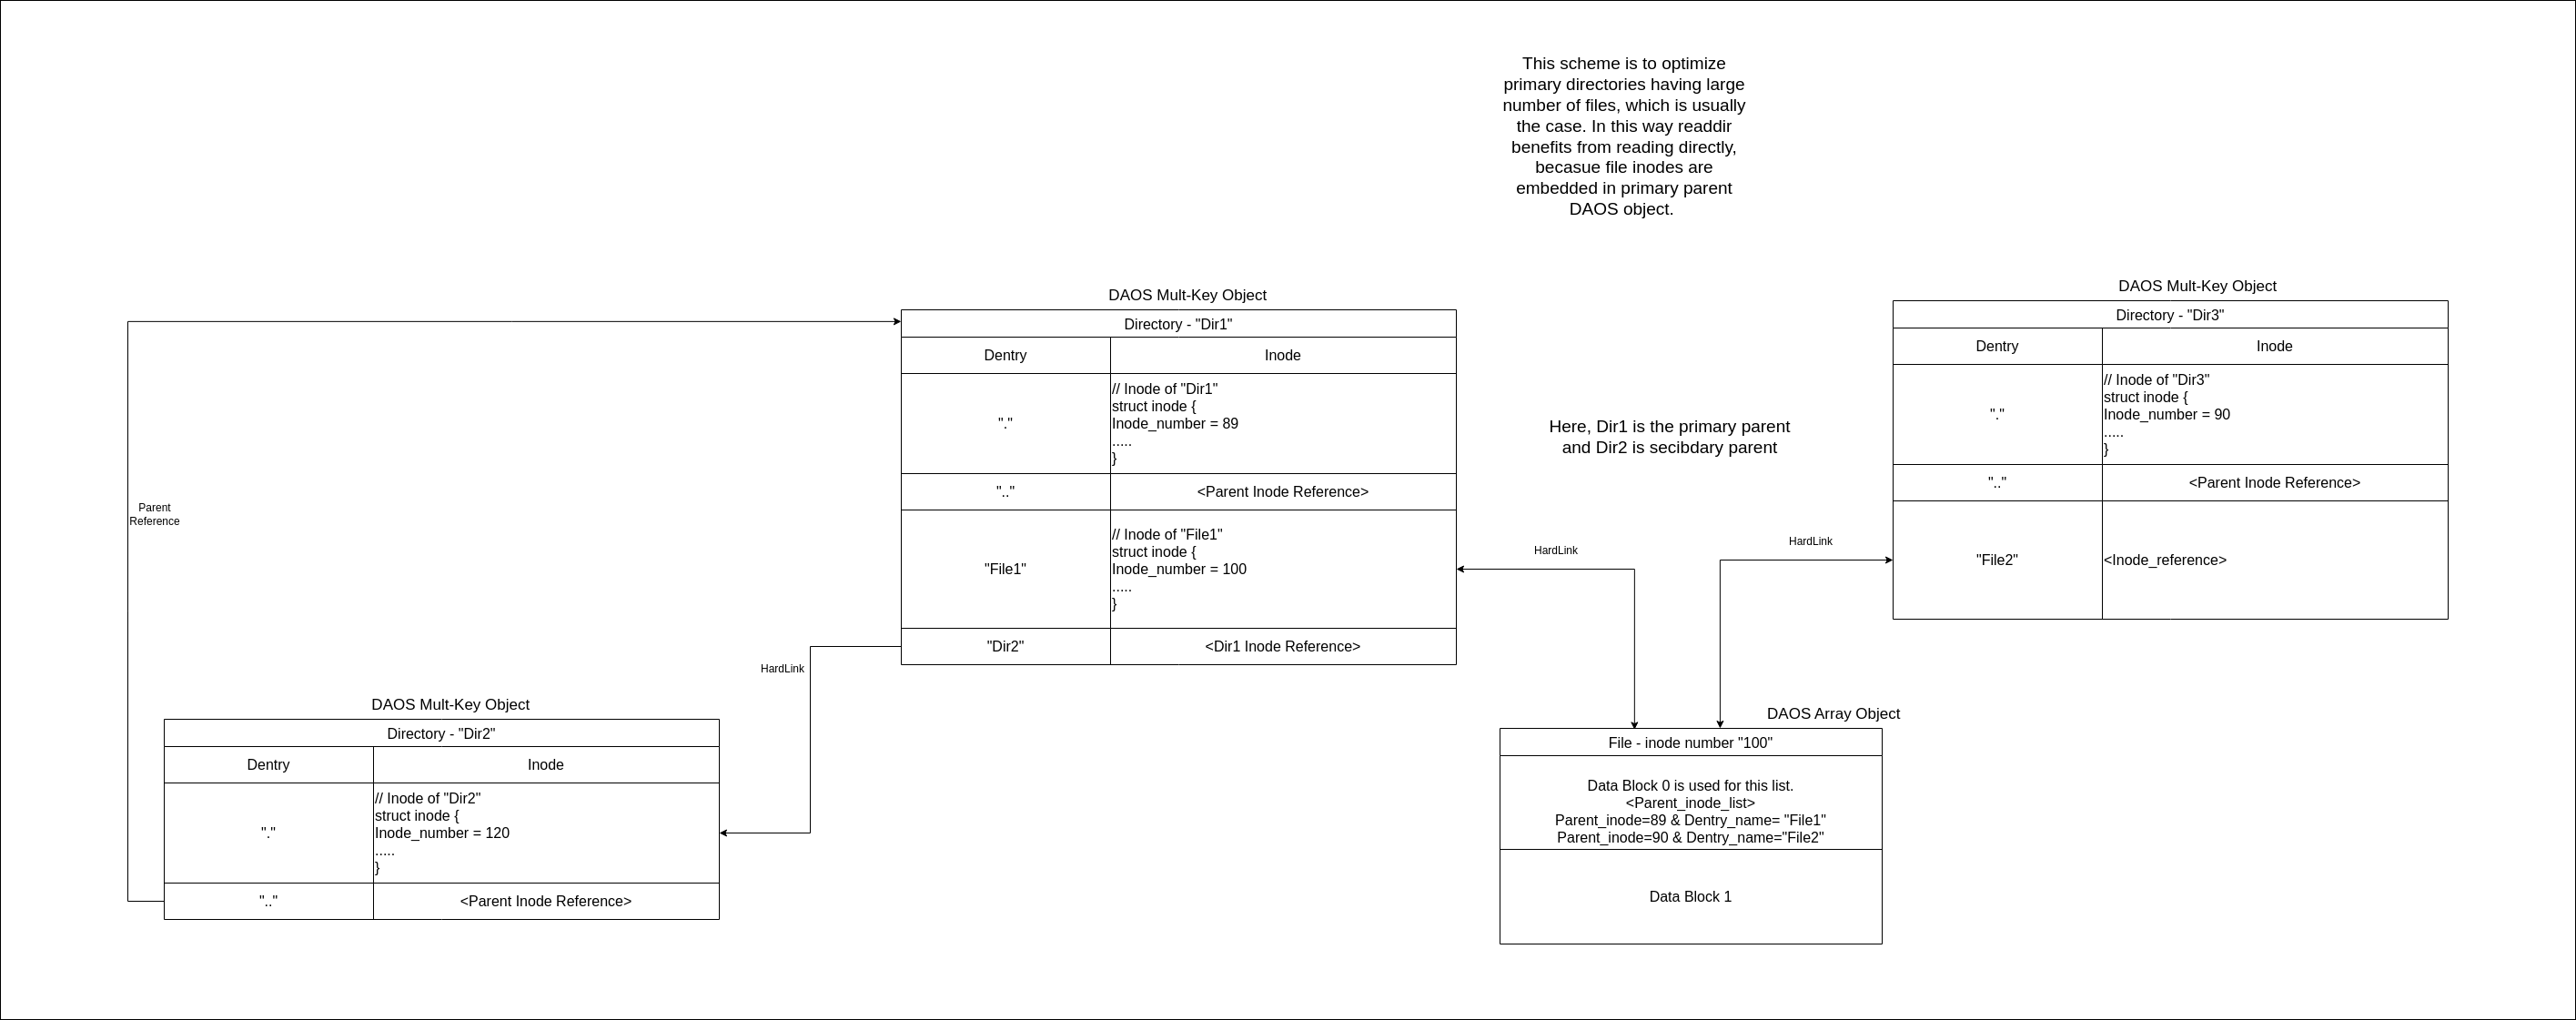 This scheme is to optimize
primary directories having large
number of files, which is usually
the case. In this way readdir
benefits from reading directly,
becasue file inodes are
embedded in primary parent
DAOS object.
DAOS Mult-Key Object
Directory - "Dir1"
Dentry
Inode
"."
// Inode of "Dir1"
struct inode {
Inode_number = 89
.....
}
".."
<Parent Inode Reference>
"File1"
// Inode of "File1"
struct inode {
Inode_number = 100
.....
}
"Dir2"
<Dir1 Inode Reference>
Here, Dir1 is the primary parent
and Dir2 is secibdary parent
DAOS Mult-Key Object
Directory - "Dir3"
Dentry
Inode
"."
// Inode of "Dir3"
struct inode {
Inode_number = 90
.....
}
".."
<Parent Inode Reference>
"File2"
<Inode_reference>
Parent
Reference
HardLink
HardLink
HardLink
DAOS Mult-Key Object
Directory - "Dir2"
Dentry
Inode
"."
// Inode of "Dir2"
struct inode {
Inode_number = 120
.....
}
".."
<Parent Inode Reference>
DAOS Array Object
File - inode number "100"
Data Block 0 is used for this list.
<Parent_inode_list>
Parent_inode=89 & Dentry_name= "File1"
Parent_inode=90 & Dentry_name="File2"
Data Block 1